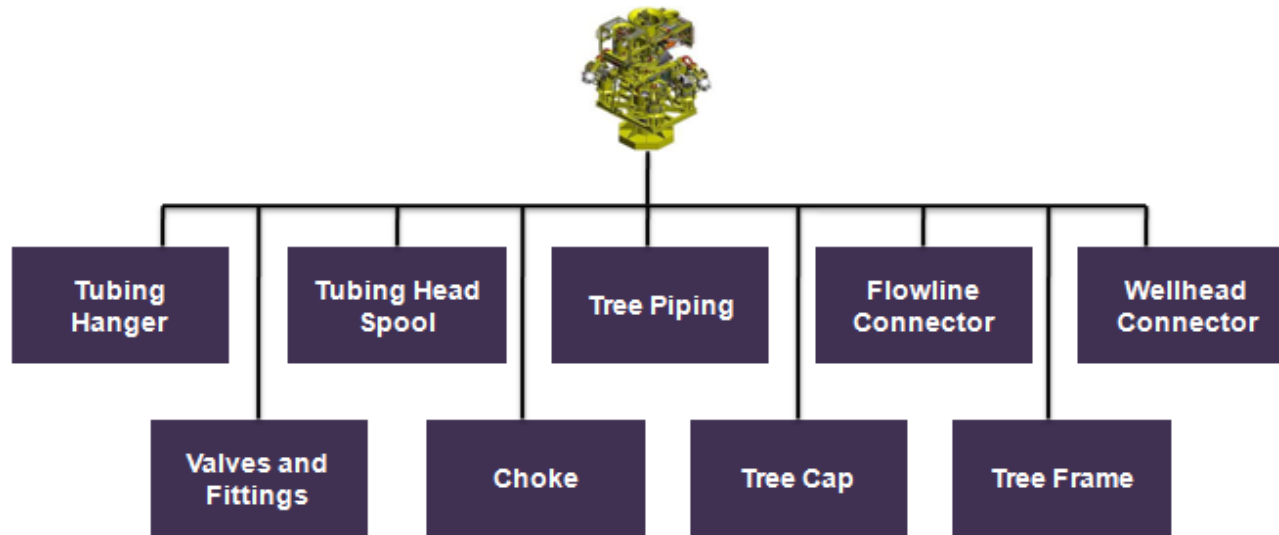 Tubing
Hanger
Tubing Head
Spool
Tree Piping
Flowline
Connector
Wellhead
Connector
Valves and
Fittings
Choke
Tree Cap
Tree Frame